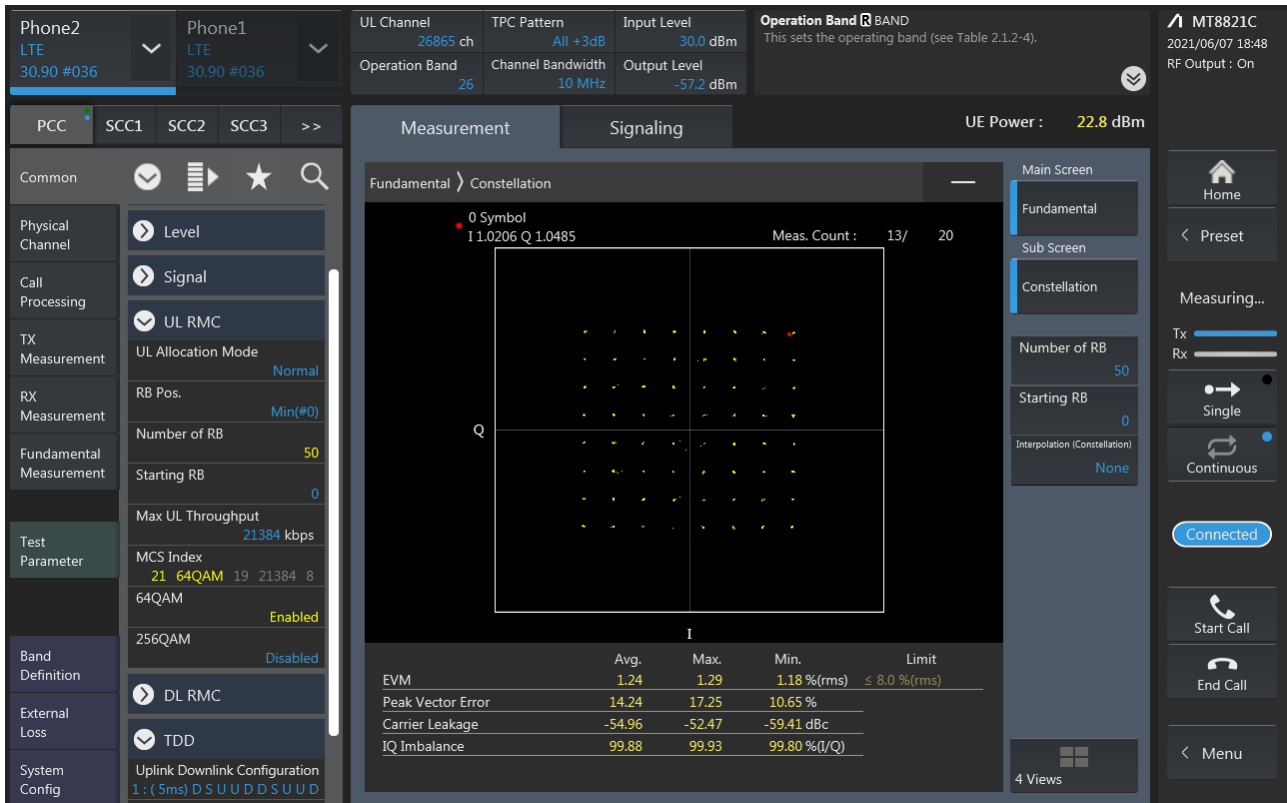 Phone2
LTE
30.90 #036
Phone1
LTE
30.90 #036
UL Channel
26865 ch
TPC Pattern
All +3dB
Input Level
30.0 dBm
Operation Band
26
Channel Bandwidth
10 MHz
Output Level
-57.2 dBm
Operation Band R BAND
This sets the operating band (see Table 2.1.2-4).
MT8821C
2021/06/07 18:48
RF Output : On
PCC SCC1 SCC2 SCC3 >>
Measurement
Signaling
UE Power : 22.8 dBm
Common
Physical
Channel
Call
Processing
TX
Measurement
RX
Measurement
Fundamental
Measurement
Test
Parameter
Band
Definition
External
Loss
System
Config
Level
Signal
UL RMC
UL Allocation Mode
Normal
RB Pos.
Min(#0)
Number of RB
50
Starting RB
0
Max UL Throughput
21384 kbps
MCS Index
21 64QAM 19 21384 8
64QAM
Enabled
256QAM
Disabled
DL RMC
TDD
Uplink Downlink Configuration
1 : ( 5ms) D S U U D D S U U D
Fundamental 〉 Constellation
0 Symbol
I 1.0206 Q 1.0485
Meas. Count : 13/ 20
Q
I
Avg. Max. Min. Limit
EVM 1.24 1.29 1.18 %(rms) ≤ 8.0 %(rms)
Peak Vector Error 14.24 17.25 10.65 %
Carrier Leakage -54.96 -52.47 -59.41 dBc
IQ Imbalance 99.88 99.93 99.80 %(I/Q)
Main Screen
Fundamental
Sub Screen
Constellation
Number of RB
50
Starting RB
0
Interpolation (Constellation)
None
4 Views
Home
< Preset
Measuring...
Tx
Rx
Single
Continuous
Connected
Start Call
End Call
< Menu